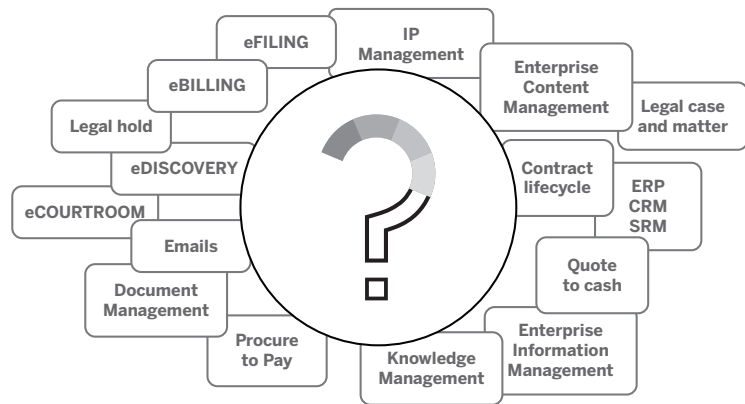 eFILING
IP
Management
eBILLING
Enterprise
Content
Management
Legal hold
Legal case
and matter
eDISCOVERY
Contract
lifecycle
eCOURTROOM
ERP
CRM
SRM
Emails
Quote
to cash
Document
Management
Procure
to Pay
Knowledge
Management
Enterprise
Information
Management
?